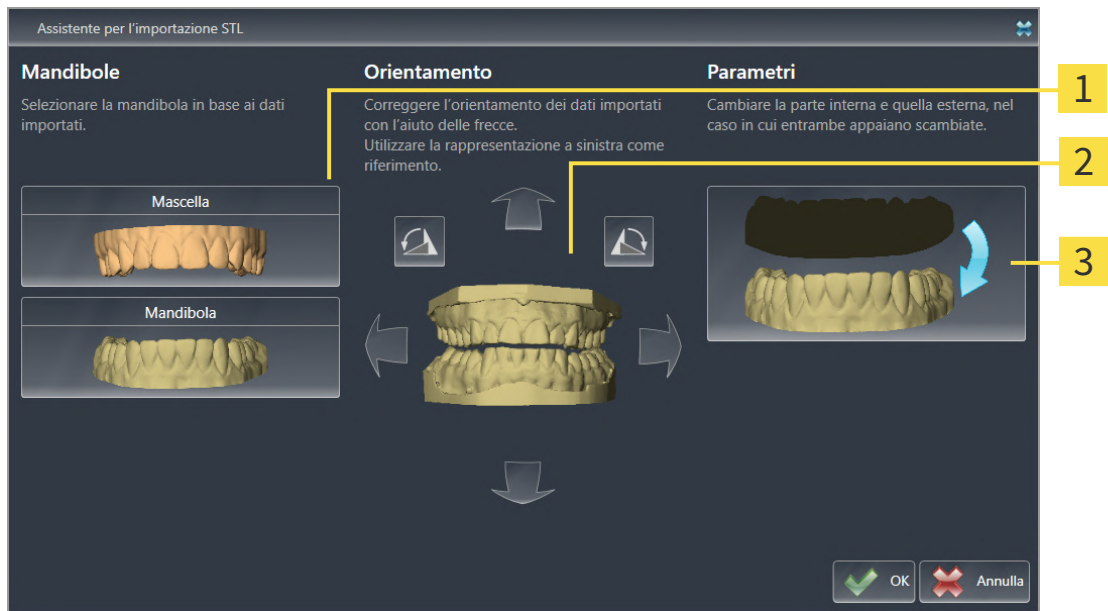 Assistente per l'importazione STL
Mandibole
Selezionare la mandibola in base ai dati
importati.
Mascella
Mandibola
Orientamento
Correggere l'orientamento dei dati importati
con l'aiuto delle frecce.
Utilizzare la rappresentazione a sinistra come
riferimento.
Parametri
Cambiare la parte interna e quella esterna, nel
caso in cui entrambe appaiano scambiate.
1
2
3
OK
Annulla